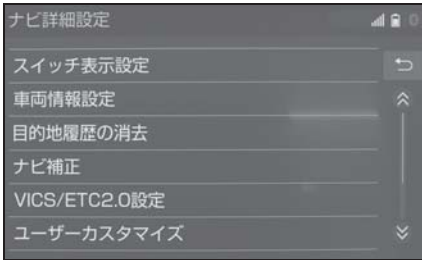 ナビ詳細設定
スイッチ表示設定
車両情報設定
目的地履歴の消去
ナビ補正
VICS/ETC2.0設定
ユーザーカスタマイズ